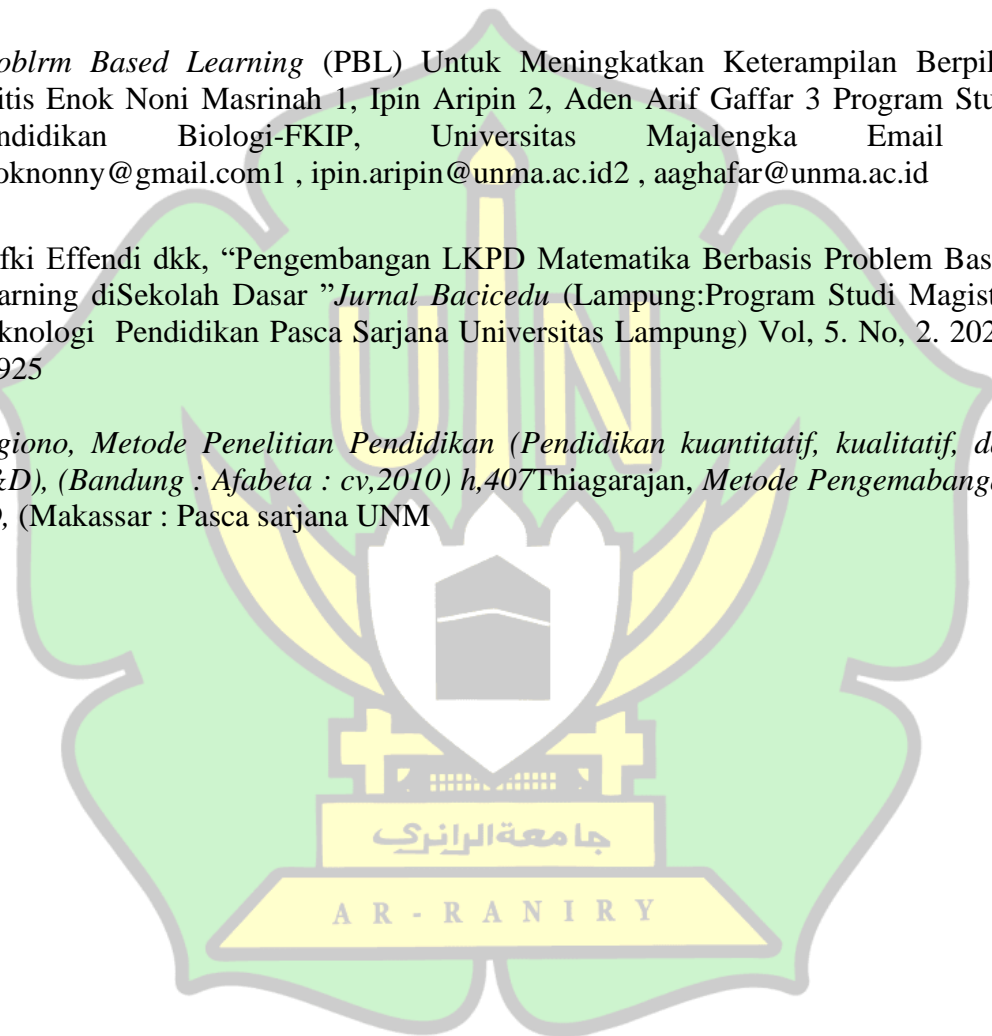 oblrm Based Learning (PBL) Untuk Meningkatkan Keterampilan Berpik
itis Enok Noni Masrinah 1, Ipin Aripin 2, Aden Arif Gaffar 3 Program Stu
ndidikan Biologi-FKIP, Universitas Majalengka Email
oknonny@gmail.com1 , ipin.aripin@unma.ac.id2 , aaghafar@unma.ac.id
fki Effendi dkk, “Pengembangan LKPD Matematika Berbasis Problem Bas
arning diSekolah Dasar ”Jurnal Bacicedu (Lampung:Program Studi Magist
knologi Pendidikan Pasca Sarjana Universitas Lampung) Vol, 5. No, 2. 202
925
giono, Metode Penelitian Pendidikan (Pendidikan kuantitatif, kualitatif, da
&D), (Bandung : Afabeta : cv,2010) h,407Thiagarajan, Metode Pengemabanga
, (Makassar : Pasca sarjana UNM
UIN
جامعةالرانري
AR-RANIRY